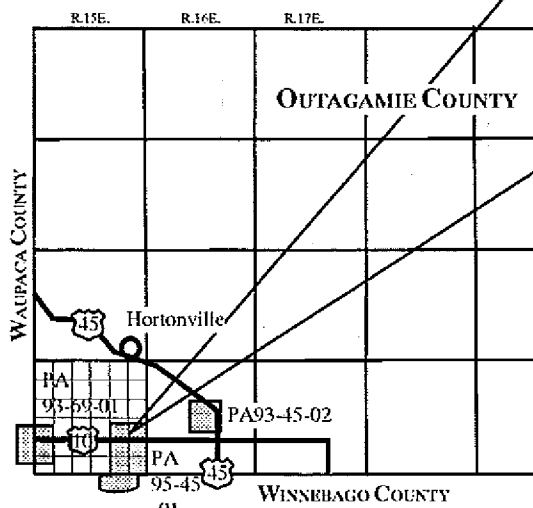 R.15E. R.16E. R.17E.
OUTAGAMIE COUNTY
WAUPACA COUNTY
45
Hortonville
PA
93-69-01
PA93-45-02
10
PA
95-45
01
45
WINNEBAGO COUNTY